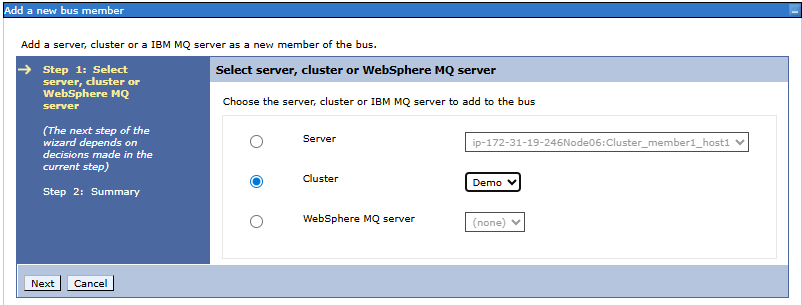 Add a new bus member
Add a server, cluster or a IBM MQ server as a new member of the bus.
Step 1: Select
server, cluster or
WebSphere MQ
server
(The next step of the
wizard depends on
decisions made in the
current step)
Step 2: Summary
Select server, cluster or WebSphere MQ server
Choose the server, cluster or IBM MQ server to add to the bus
Server
ip-172-31-19-246Node06:Cluster_member1_host1
Cluster
Demo
WebSphere MQ server
(none)
Next
Cancel